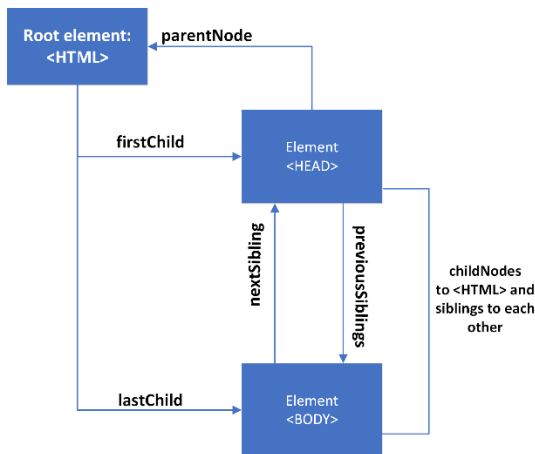 Root element:
<HTML>
parentNode
firstChild
Element
<HEAD>
nextSibling
previousSiblings
childNodes
to <HTML> and
siblings to each
other
lastChild
Element
<BODY>